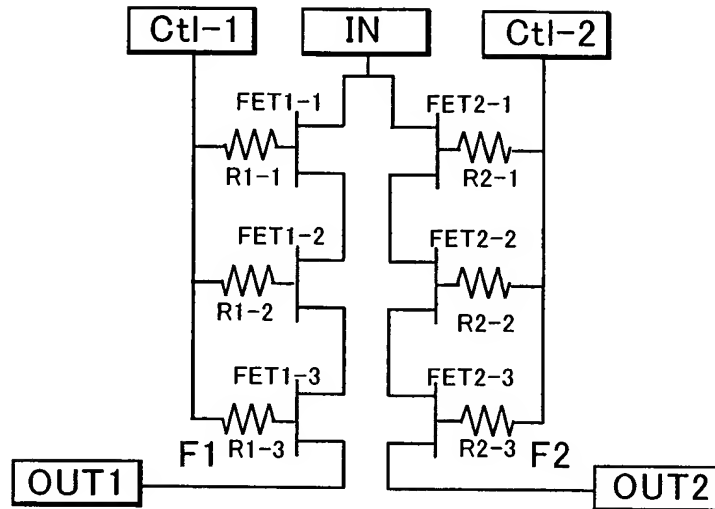 Ctl-1
IN
Ctl-2
FET1-1
FET2-1
R1-1
R2-1
FET1-2
FET2-2
R1-2
R2-2
FET1-3
FET2-3
F1
R1-3
R2-3
F2
OUT1
OUT2